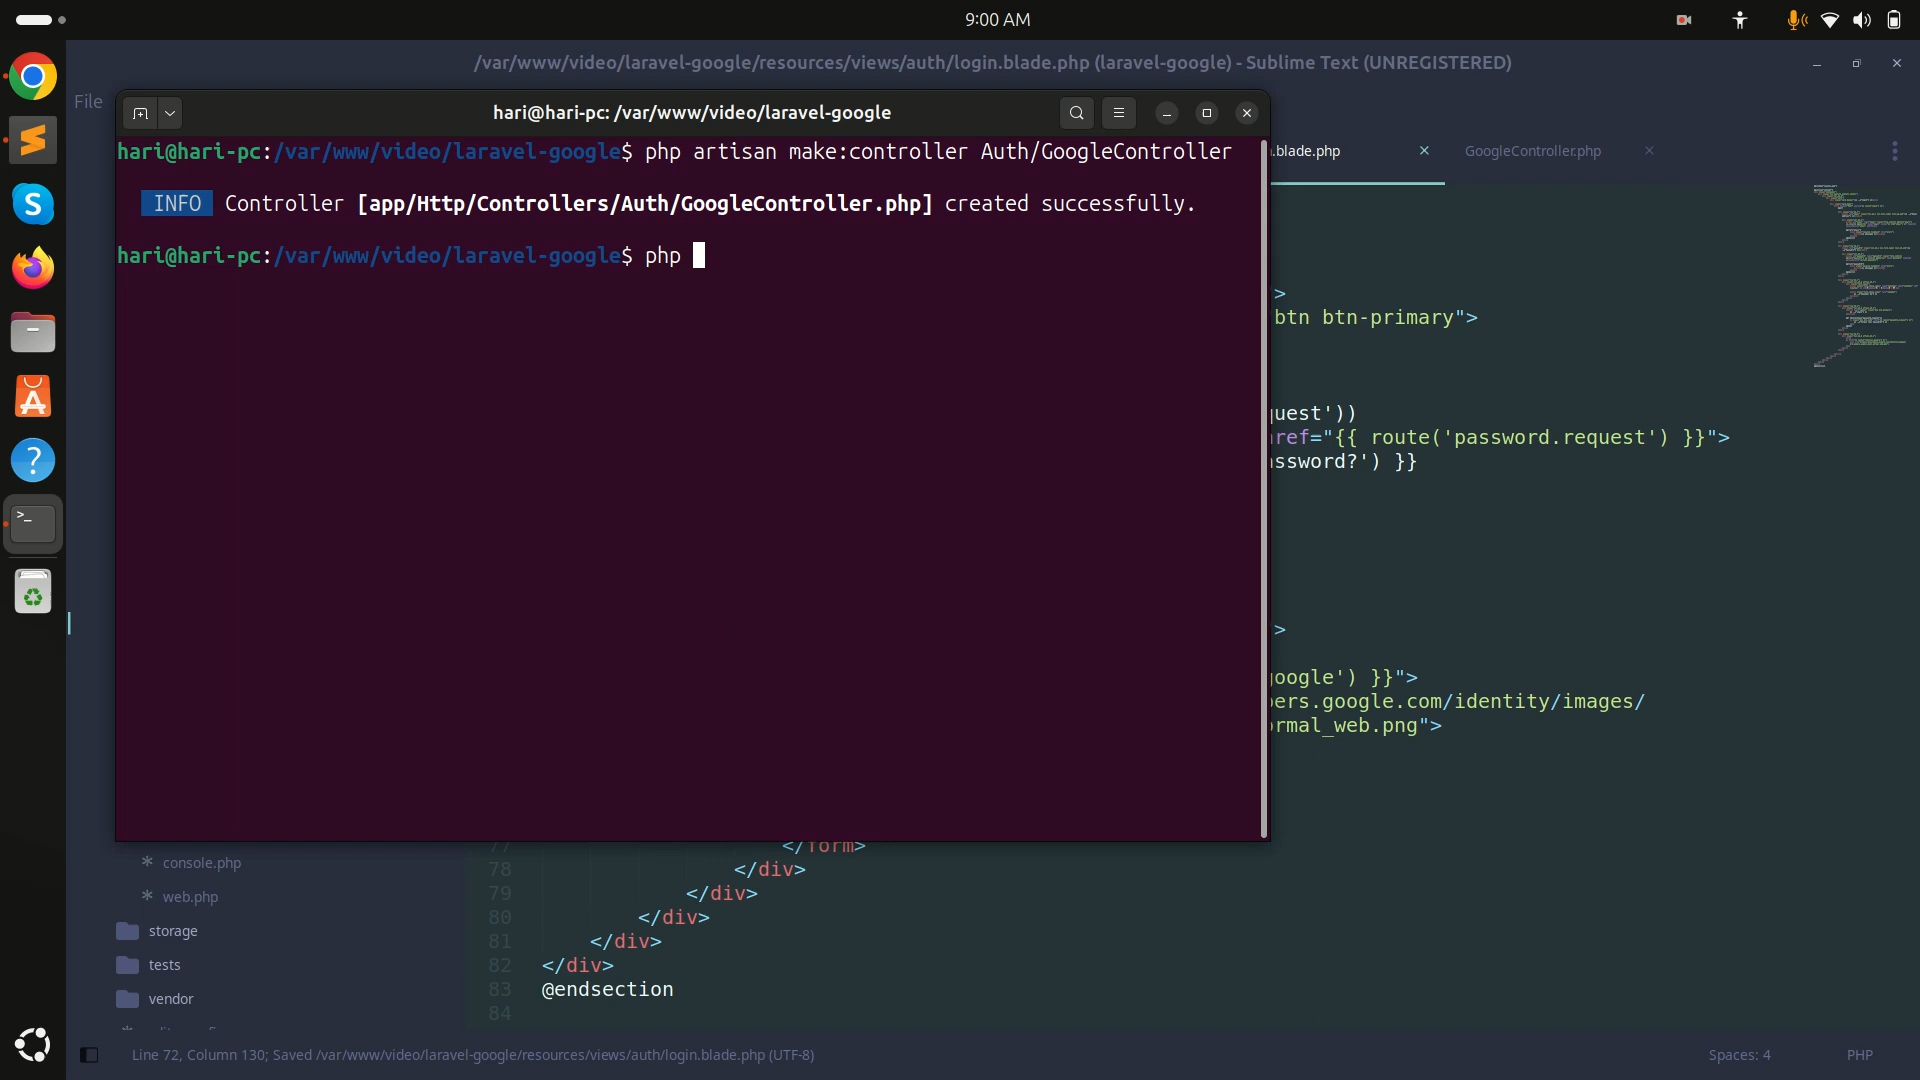 9:00 AM
/var/www/video/laravel-google/resources/views/auth/login.blade.php (laravel-google) - Sublime Text (UNREGISTERED)
File
hari@hari-pc: /var/www/video/laravel-google
.blade.php
GoogleController.php
hari@hari-pc:/var/www/video/laravel-google$ php artisan make:controller Auth/GoogleController
INFO Controller [app/Http/Controllers/Auth/GoogleController.php] created successfully.
hari@hari-pc:/var/www/video/laravel-google$ php
>
btn btn-primary">
uest'))
ref="{{ route('password.request') }}">
ssword?') }}
>
oogle') }}">
ers.google.com/identity/images/
rmal_web.png">
77 </form>
console.php
78 </div>
79 </div>
web.php
80 </div>
storage
81 </div>
tests
82 </div>
83 @endsection
vendor
84
Line 72, Column 130; Saved /var/www/video/laravel-google/resources/views/auth/login.blade.php (UTF-8)
Spaces: 4
PHP